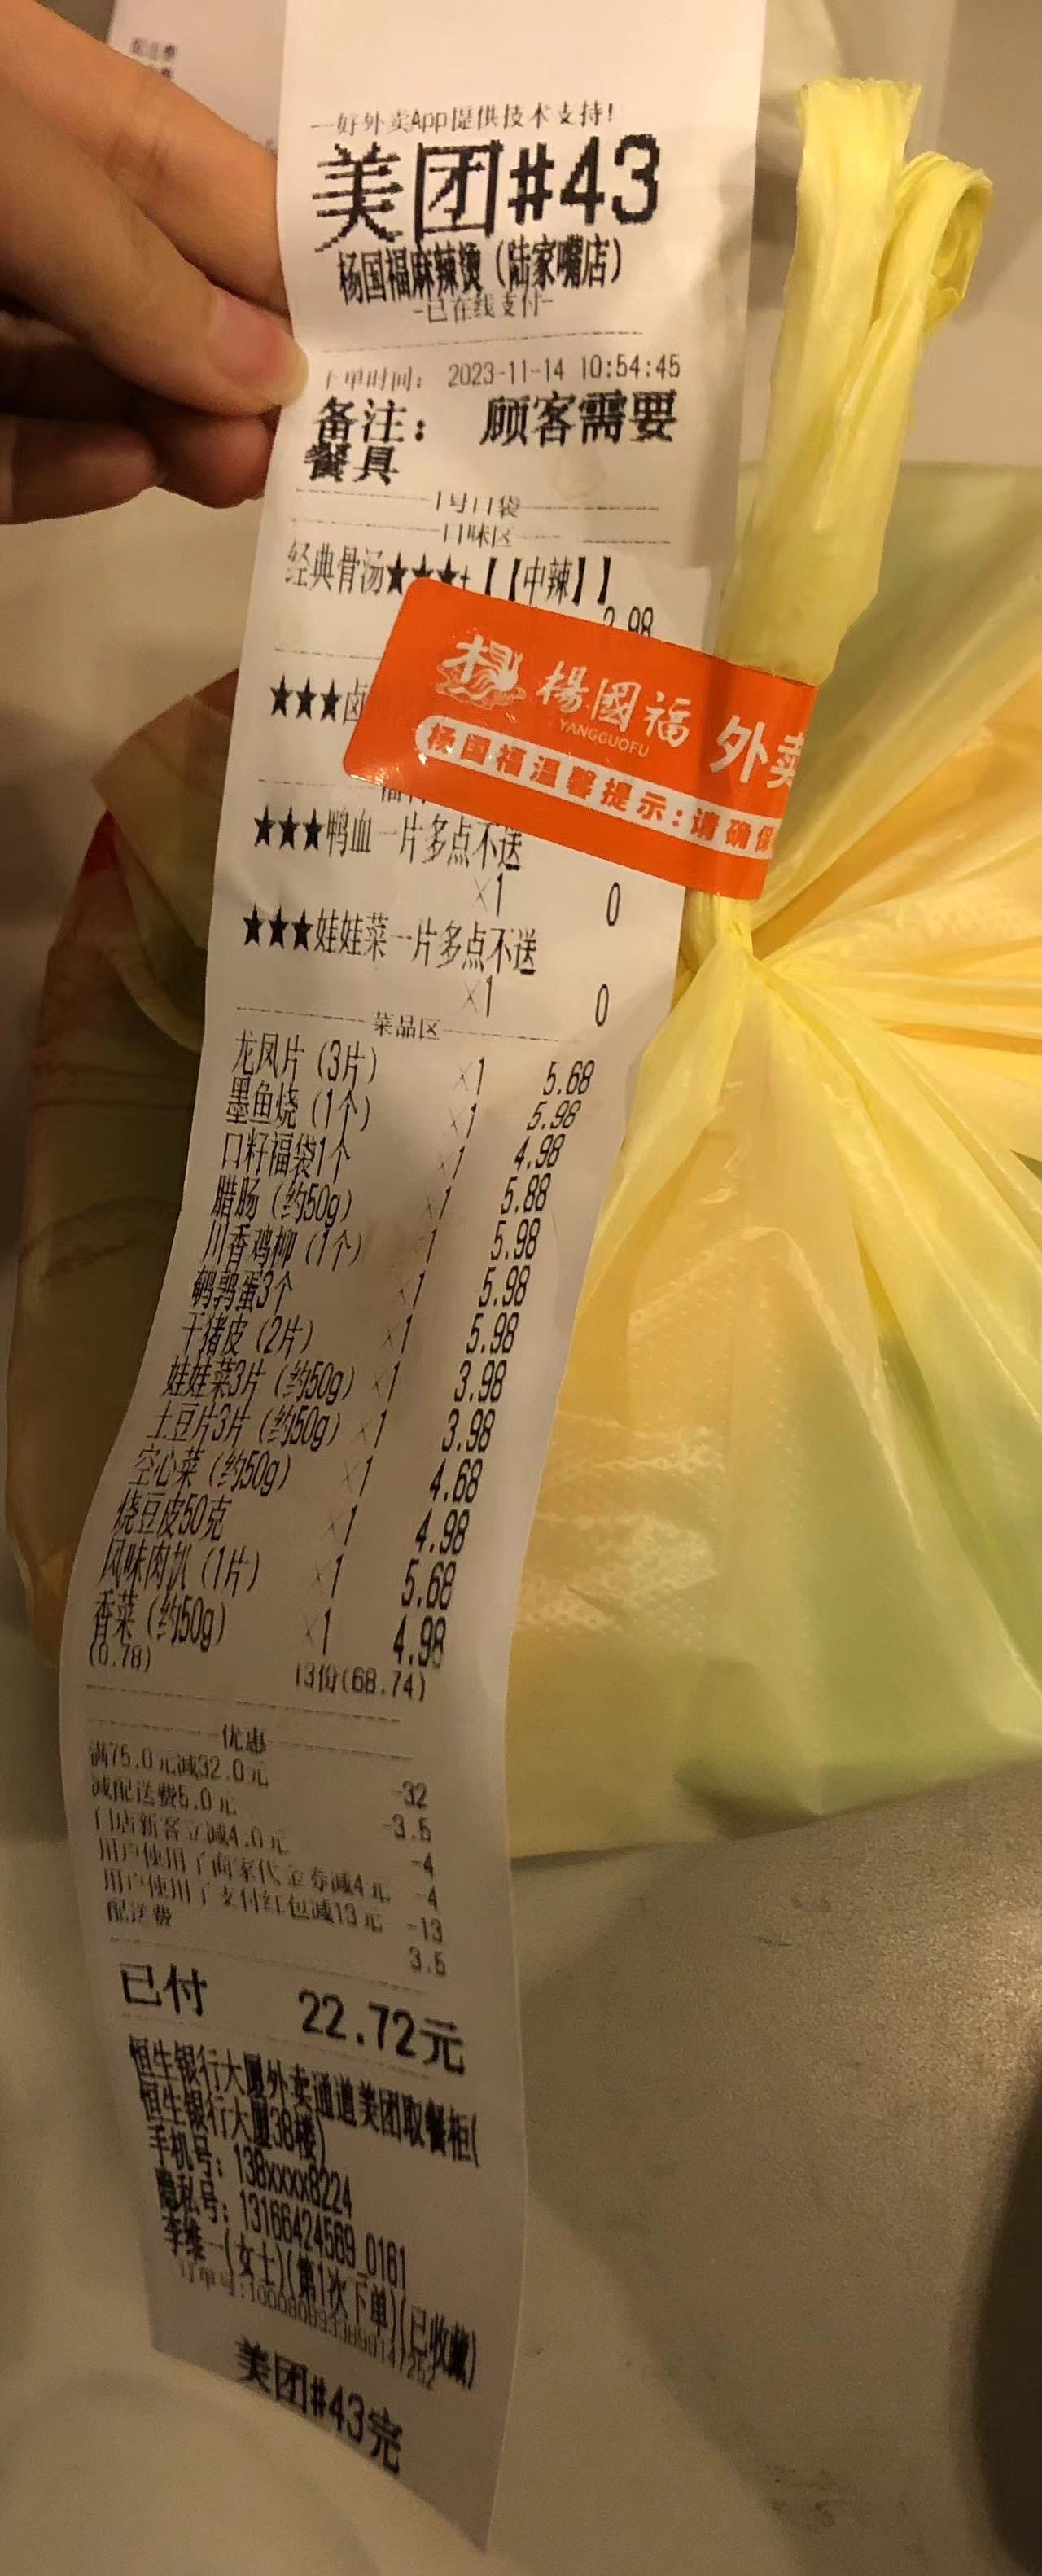 一好外卖App提供技术支持!
美团#43
杨国福麻辣烫(陆家嘴店)
-已在线支付-
下单时间: 2023-11-14 10:54:45
备注: 顾客需要
餐具
1号口袋
口味区
经典骨汤★★★+【【中辣】】
2.98
★★★卤
楊國福 外卖
YANGGUOFU
杨国福温馨提示:请确保
★★★鸭血一片多点不送
×1 0
★★★娃娃菜一片多点不送
×1 0
菜品区
龙凤片(3片) ×1 5.68
墨鱼烧(1个) ×1 5.98
口籽福袋1个 ×1 4.98
腊肠(约50g) ×1 5.88
川香鸡柳(1个) ×1 5.98
鹌鹑蛋3个 ×1 5.98
干猪皮(2片) ×1 5.98
娃娃菜3片(约50g) ×1 3.98
土豆片3片(约50g) ×1 3.98
空心菜(约50g) ×1 4.68
烧豆皮50克 ×1 4.98
风味肉扒(1片) ×1 5.68
香菜(约50g) ×1 4.98
(0.78) 13份(68.74)
优惠
满75.0元减32.0元 -32
减配送费5.0元 -3.5
门店新客立减4.0元 -4
用户使用了商家代金券减4元 -4
用户使用了支付红包减13元 -13
配送费 3.5
已付 22.72元
恒生银行大厦外卖通道美团取餐柜(
恒生银行大厦38楼)
手机号: 138xxxx8224
隐私号: 13166424569_0161
李维一(女士)(第1次下单)(已收藏)
美团#43完